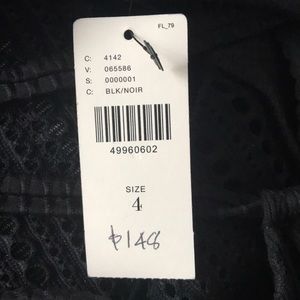 FL_79
C: 4142
V: 065586
S: 0000001
C: BLK/NOIR
49960602
SIZE
4
$148